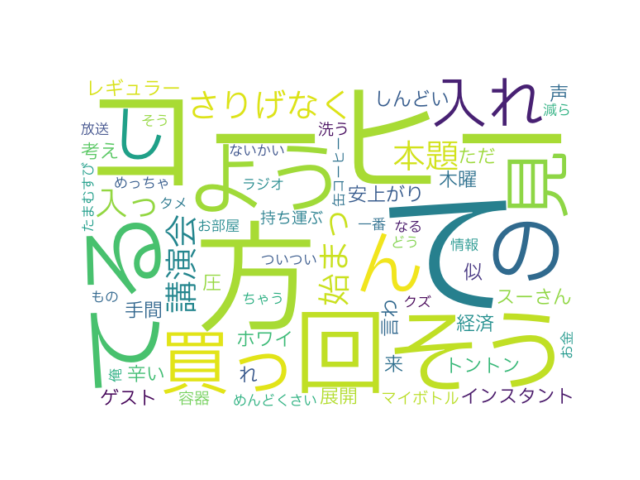 レギュラー
さりげなく
しんどい
入れ
声
減ら
放送
そう
コ
し
よう
ヒ
見
洗う
ないかい
缶コーヒー
本題
ただ
考え
めっちゃ
タメ
ラジオ
安上がり
木曜
たまむすび
入っ
お部屋
持ち運ぶ
一番
なる
どう
情報
講演会
てる
方
始まっ
ん
ての
ついつい
圧
ちゃう
似
クズ
スーさん
もの
手間
買っ
回
そう
言わ
経済
ホワイ
れ
来
トントン
お金
俺
辛い
ゲスト
容器
めんどくさい
展開
マイボトル
インスタント